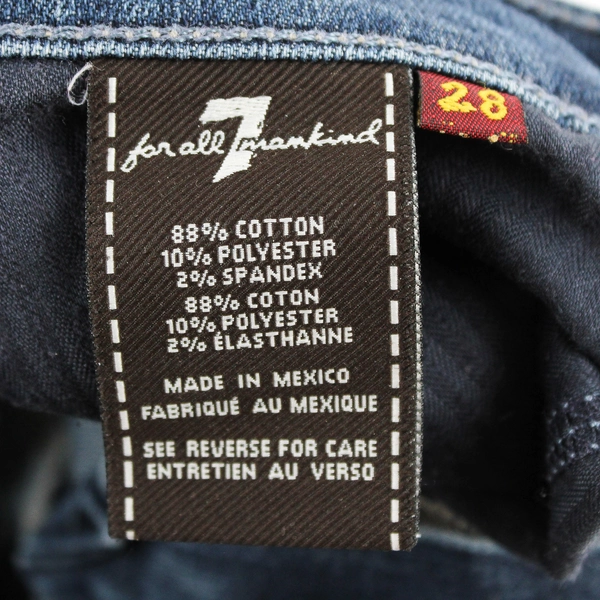 for all 7 mankind
28
88% COTTON
10% POLYESTER
2% SPANDEX
88% COTON
10% POLYESTER
2% ÉLASTHANNE
MADE IN MEXICO
FABRIQUÉ AU MEXIQUE
SEE REVERSE FOR CARE
ENTRETIEN AU VERSO